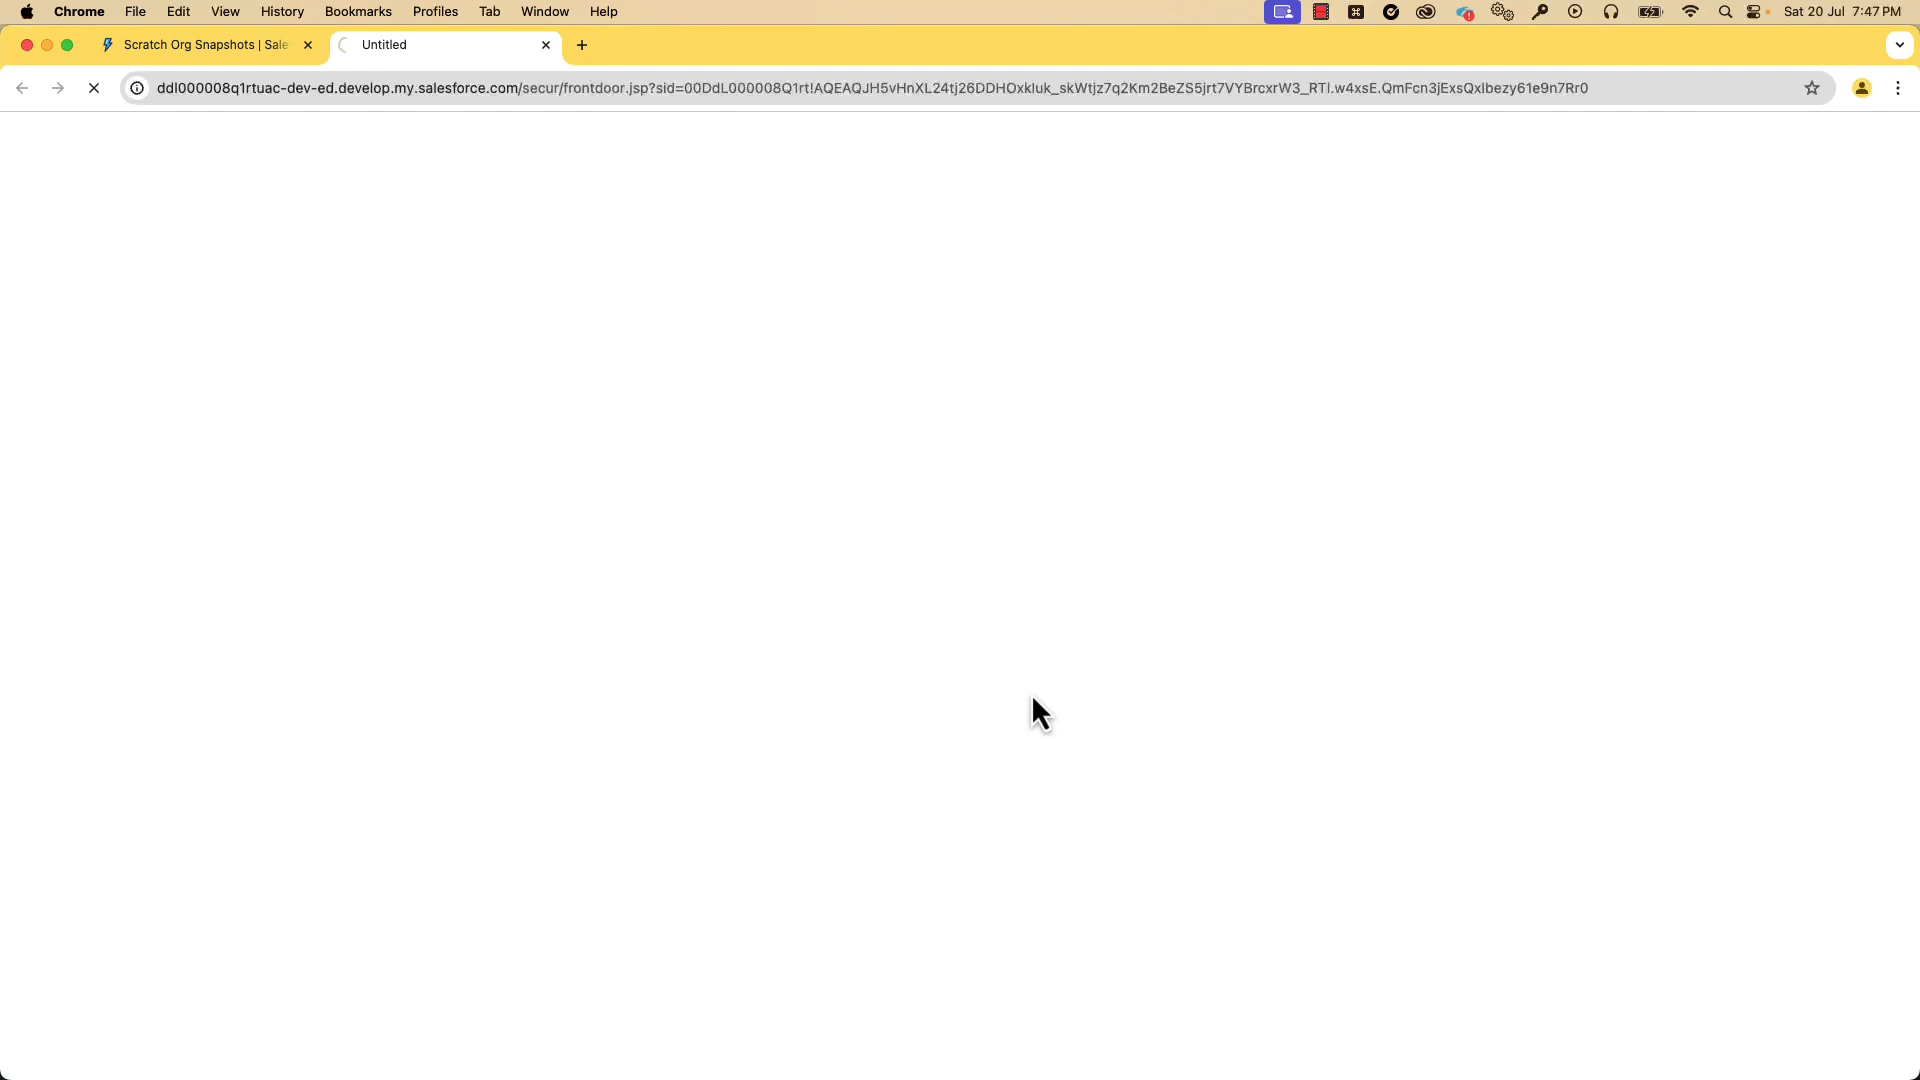 Chrome File Edit View History Bookmarks Profiles Tab Window Help Sat 20 Jul 7:47 PM
Scratch Org Snapshots | Sale Untitled
ddl000008q1rtuac-dev-ed.develop.my.salesforce.com/secur/frontdoor.jsp?sid=00DdL000008Q1rt!AQEAQJH5vHnXL24tj26DDHOxkluk_skWtjz7q2Km2BeZS5jrt7VYBrcxrW3_RTI.w4xsE.QmFcn3jExsQxlbezy61e9n7Rr0